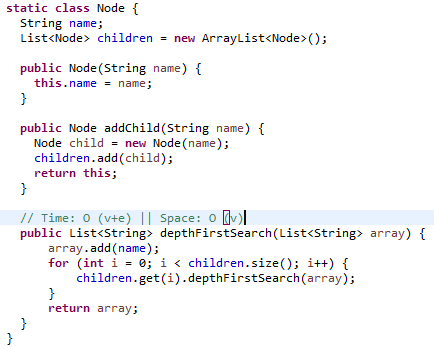 static class Node {
String name;
List<Node> children = new ArrayList<Node>();
public Node(String name) {
this.name = name;
}
public Node addChild(String name) {
Node child = new Node(name);
children.add(child);
return this;
}
// Time: O (v+e) || Space: O (v)
public List<String> depthFirstSearch(List<String> array) {
array.add(name);
for (int i = 0; i < children.size(); i++) {
children.get(i).depthFirstSearch(array);
}
return array;
}
}